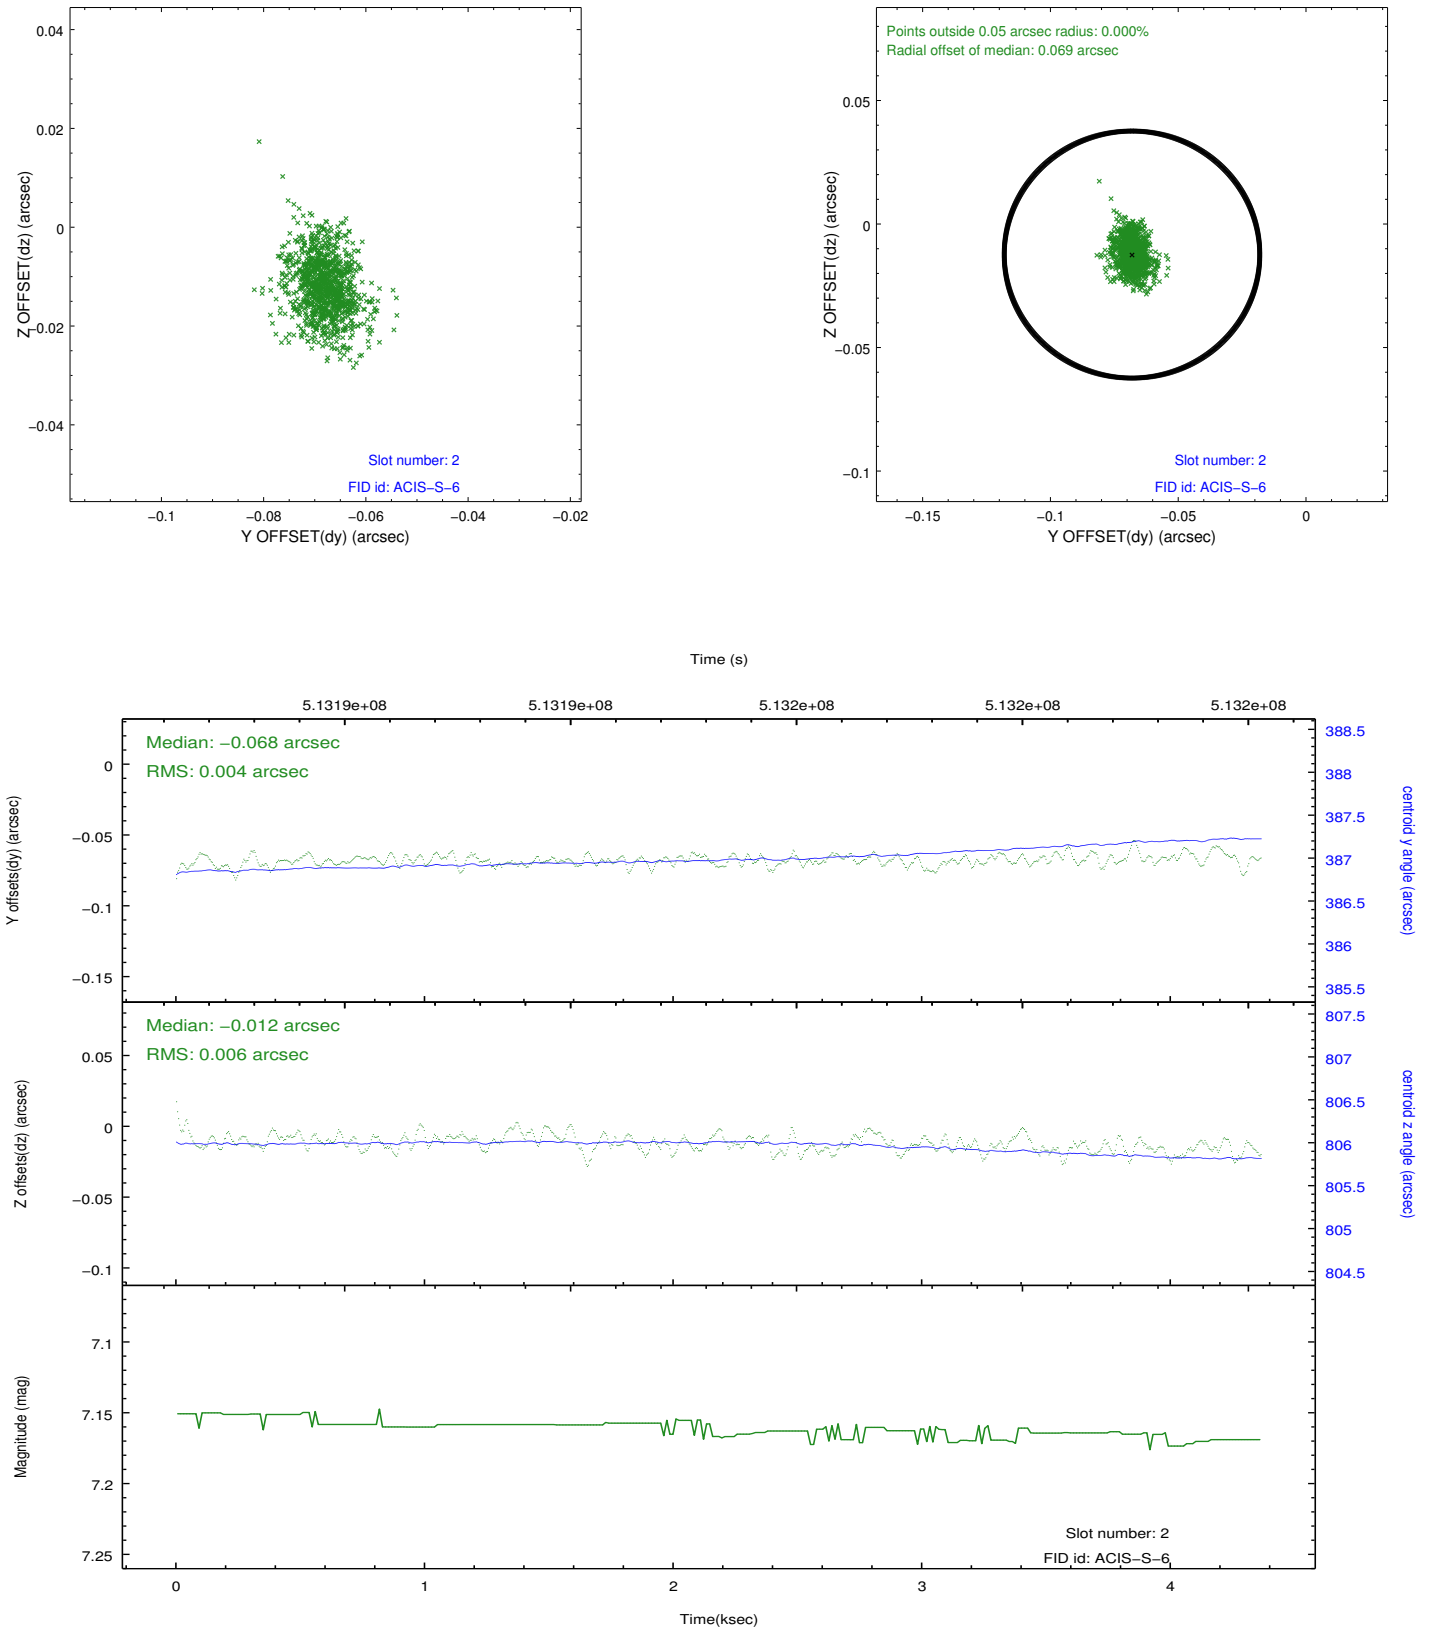 0.04
0.02
0
−0.02
−0.04
Z OFFSET(dz) (arcsec)
Slot number: 2
FID id: ACIS−S−6
−0.1
−0.08
−0.06
−0.04
−0.02
Y OFFSET(dy) (arcsec)
Points outside 0.05 arcsec radius: 0.000%
Radial offset of median: 0.069 arcsec
0.05
0
−0.05
−0.1
Z OFFSET(dz) (arcsec)
Slot number: 2
FID id: ACIS−S−6
−0.15
−0.1
−0.05
0
Y OFFSET(dy) (arcsec)
Time (s)
5.1319e+08
5.1319e+08
5.132e+08
5.132e+08
5.132e+08
Median: −0.068 arcsec
RMS: 0.004 arcsec
0
−0.05
−0.1
−0.15
Y offsets(dy) (arcsec)
388.5
388
387.5
387
386.5
386
385.5
centroid y angle (arcsec)
Median: −0.012 arcsec
RMS: 0.006 arcsec
0.05
0
−0.05
−0.1
Z offsets(dz) (arcsec)
807.5
807
806.5
806
805.5
805
804.5
centroid z angle (arcsec)
7.1
7.15
7.2
7.25
Magnitude (mag)
Slot number: 2
FID id: ACIS−S−6
0
1
2
3
4
Time(ksec)